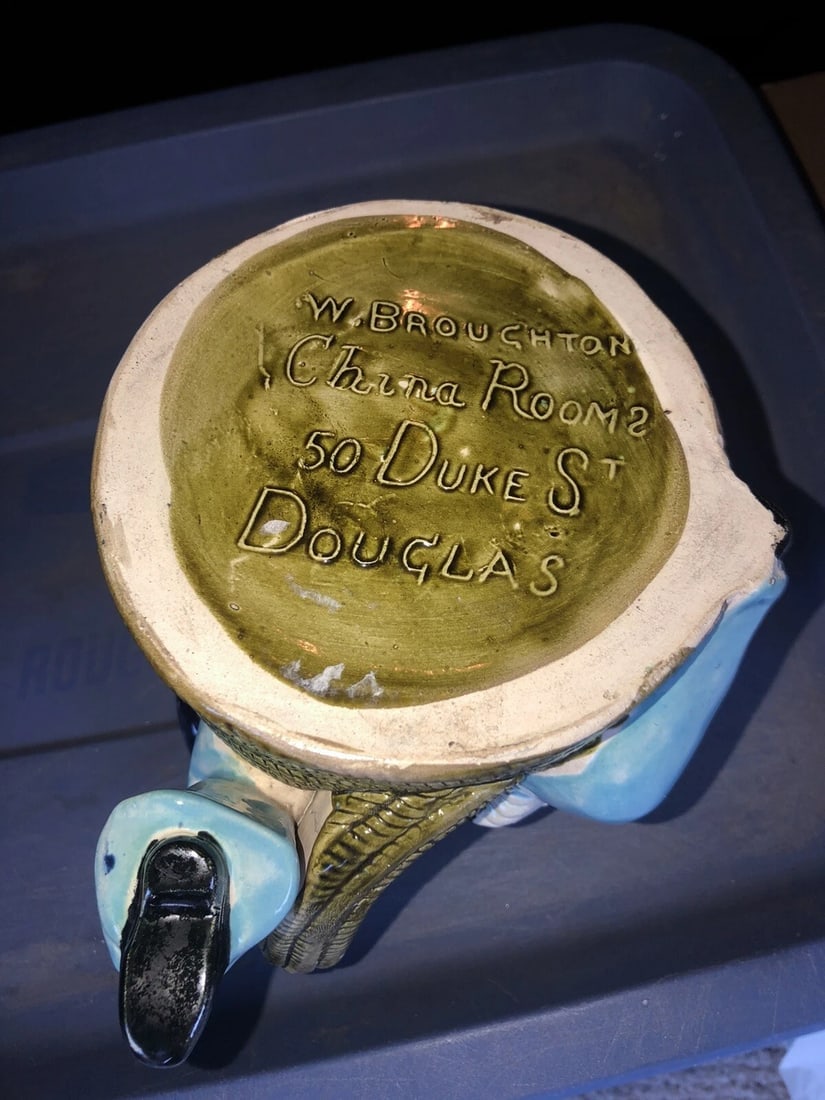 W. BROUGHTON
China ROOMS
50 DUKE ST
DOUGLAS